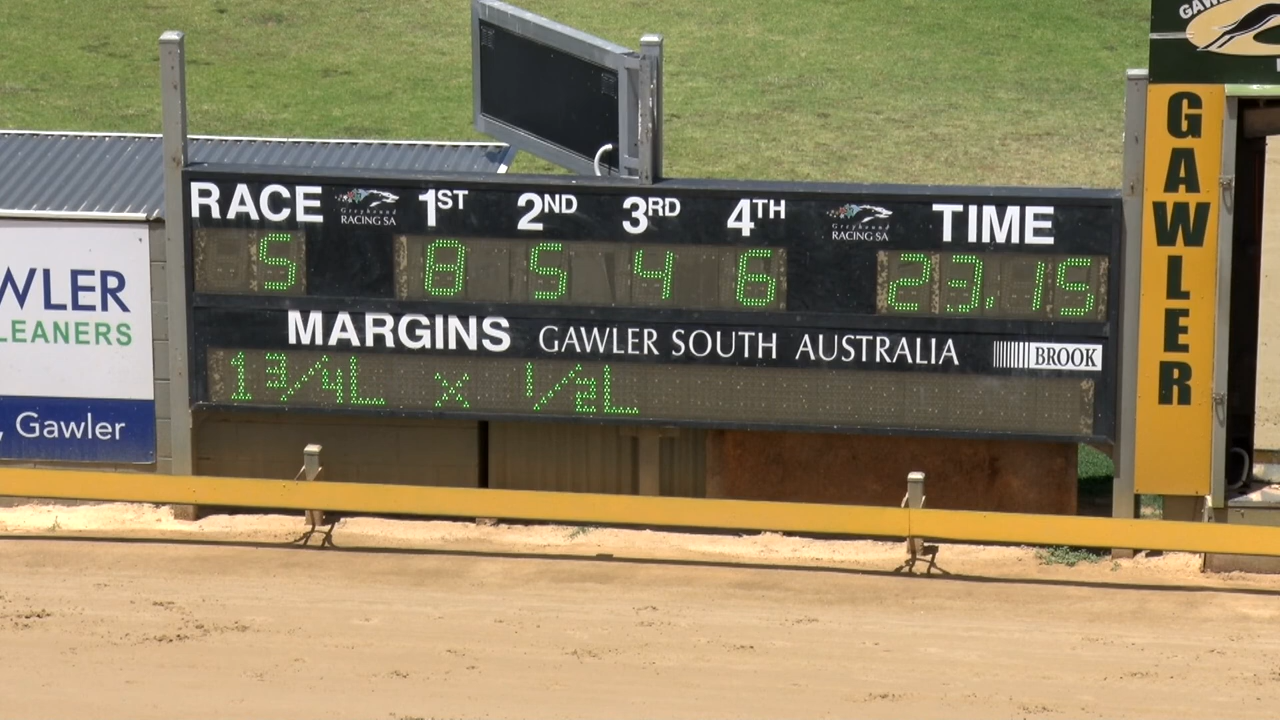 GAWLER
RACE Greyhound RACING SA 1ST 2ND 3RD 4TH Greyhound RACING SA TIME
5 8 5 4 6 23.15
MARGINS GAWLER SOUTH AUSTRALIA BROOK
1 3/4L X 1/2L
WLER
LEANERS
, Gawler